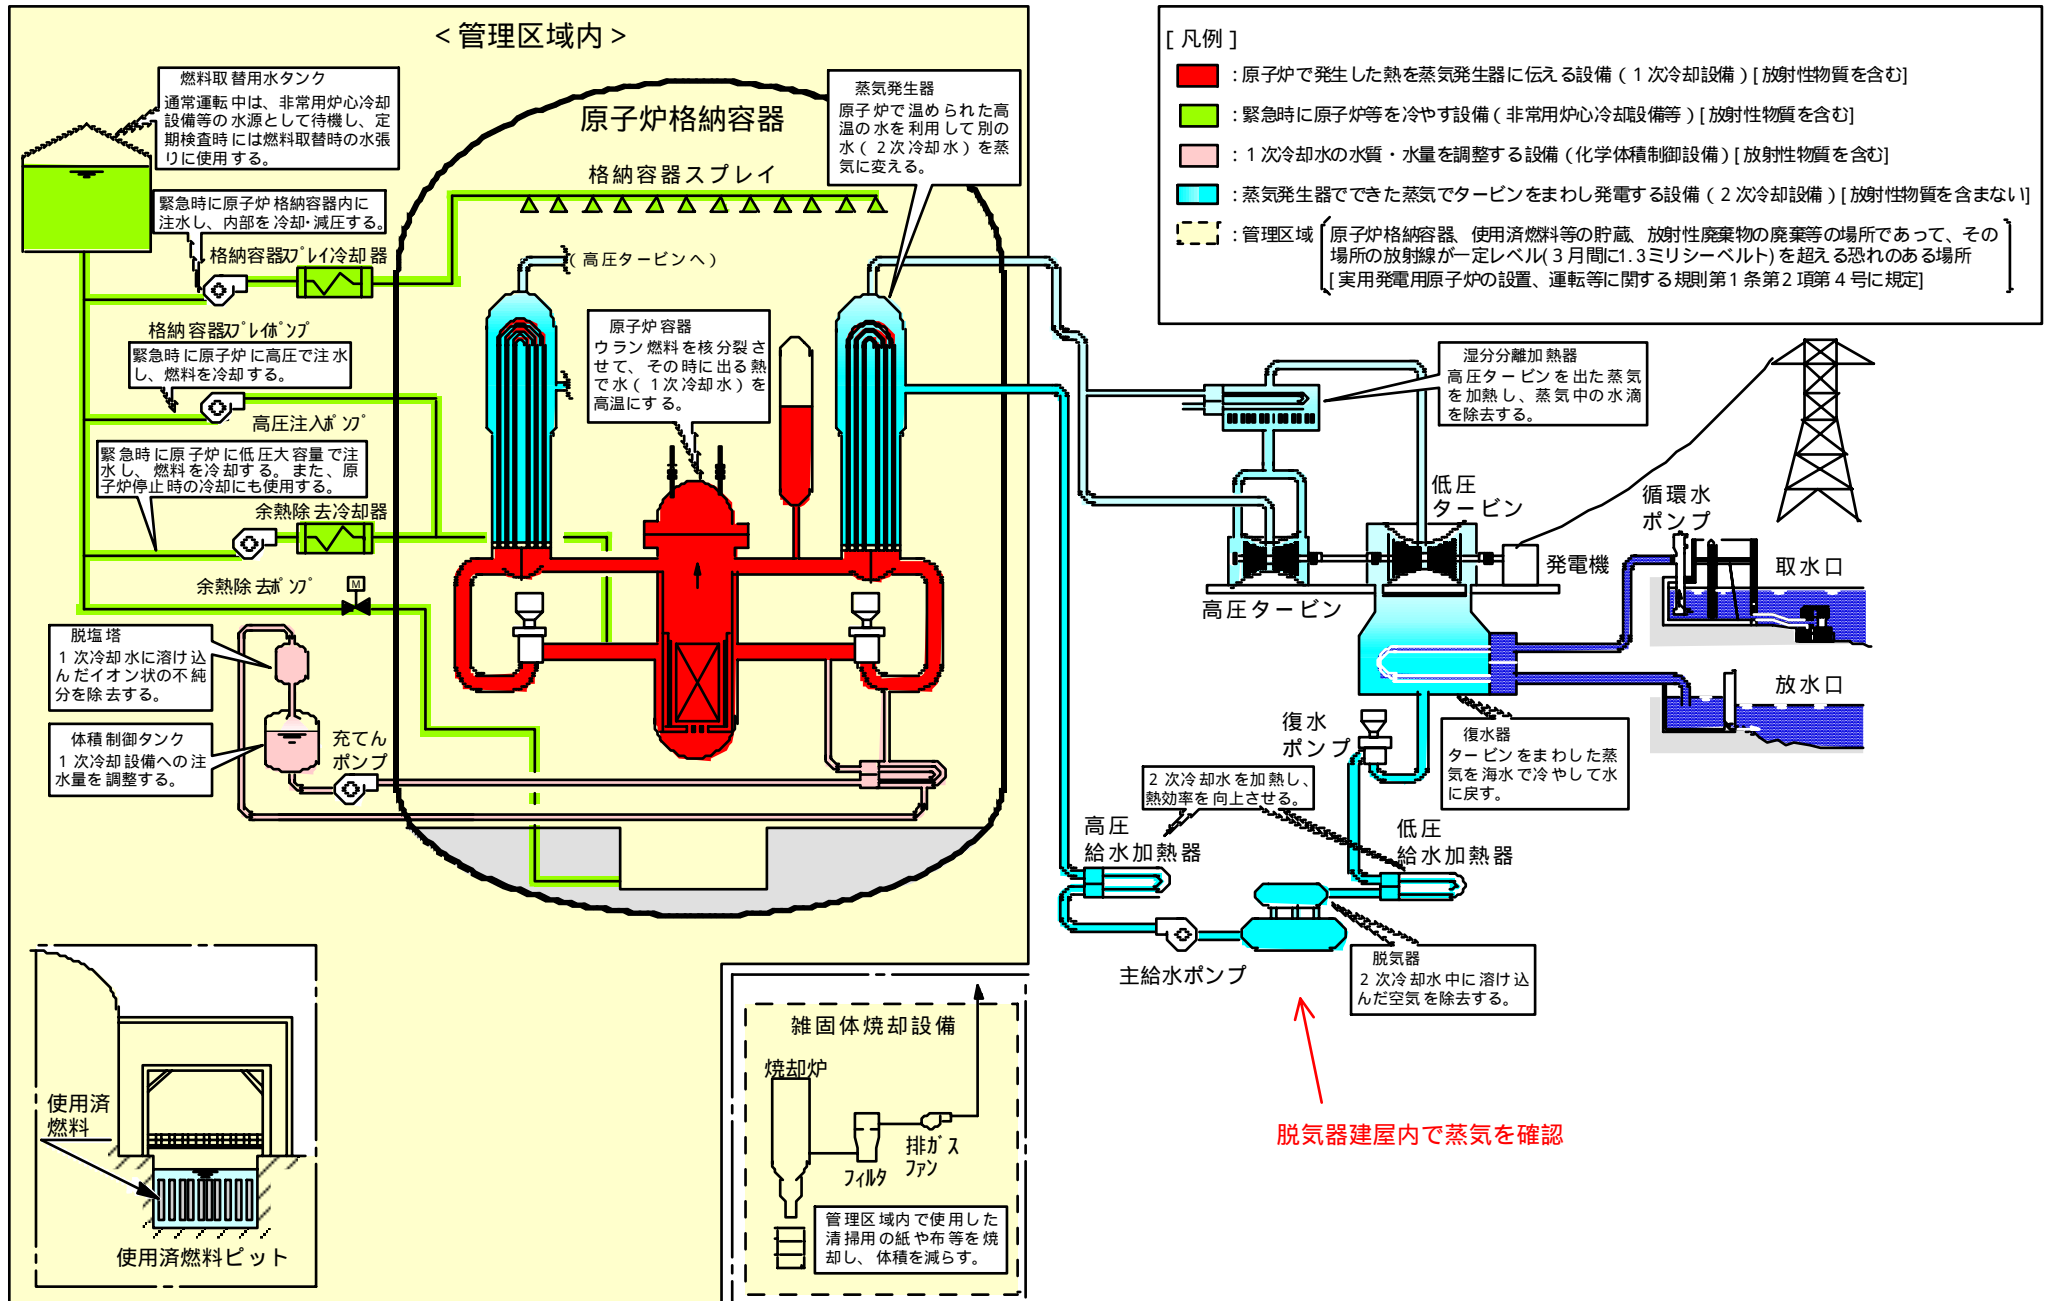 ＜管理区域内＞
燃料取替用水タンク
通常運転中は、非常用炉心冷却
設備等の水源として待機し、定
期検査時には燃料取替時の水張
りに使用する。
緊急時に原子炉格納容器内に
注水し、内部を冷却・減圧する。
格納容器ｽﾌﾟﾚｲ冷却器
格納容器ｽﾌﾟﾚｲﾎﾟﾝﾌﾟ
緊急時に原子炉に高圧で注水
し、燃料を冷却する。
高圧注入ﾎﾟﾝﾌﾟ
緊急時に原子炉に低圧大容量で注
水し、燃料を冷却する。また、原
子炉停止時の冷却にも使用する。
余熱除去冷却器
余熱除去ﾎﾟﾝﾌﾟ
M
脱塩塔
１次冷却水に溶け込
んだイオン状の不純
分を除去する。
体積制御タンク
１次冷却設備への注
水量を調整する。
充てん
ポンプ
原子炉格納容器
格納容器スプレイ
（高圧タービンへ）
蒸気発生器
原子炉で温められた高
温の水を利用して別の
水（２次冷却水）を蒸
気に変える。
原子炉容器
ウラン燃料を核分裂さ
せて、その時に出る熱
で水（１次冷却水）を
高温にする。
[ 凡例 ]
：原子炉で発生した熱を蒸気発生器に伝える設備（１次冷却設備）[ 放射性物質を含む]
：緊急時に原子炉等を冷やす設備（非常用炉心冷却設備等）[ 放射性物質を含む]
：１次冷却水の水質・水量を調整する設備（化学体積制御設備）[ 放射性物質を含む]
：蒸気発生器でできた蒸気でタービンをまわし発電する設備（２次冷却設備）[ 放射性物質を含まない]
：管理区域
原子炉格納容器、使用済燃料等の貯蔵、放射性廃棄物の廃棄等の場所であって、その
場所の放射線が一定レベル(３月間に1.3ミリシーベルト)を超える恐れのある場所
[ 実用発電用原子炉の設置、運転等に関する規則第１条第２項第４号に規定]
湿分分離加熱器
高圧タービンを出た蒸気
を加熱し、蒸気中の水滴
を除去する。
低圧
タービン
高圧タービン
発電機
循環水
ポンプ
取水口
放水口
復水
ポンプ
復水器
タービンをまわした蒸
気を海水で冷やして水
に戻す。
２次冷却水を加熱し、
熱効率を向上させる。
高圧
給水加熱器
低圧
給水加熱器
主給水ポンプ
脱気器
２次冷却水中に溶け込
んだ空気を除去する。
脱気器建屋内で蒸気を確認
使用済
燃料
使用済燃料ピット
雑固体焼却設備
焼却炉
ﾌｨﾙﾀ
排ｶﾞｽ
ﾌｧﾝ
管理区域内で使用した
清掃用の紙や布等を焼
却し、体積を減らす。